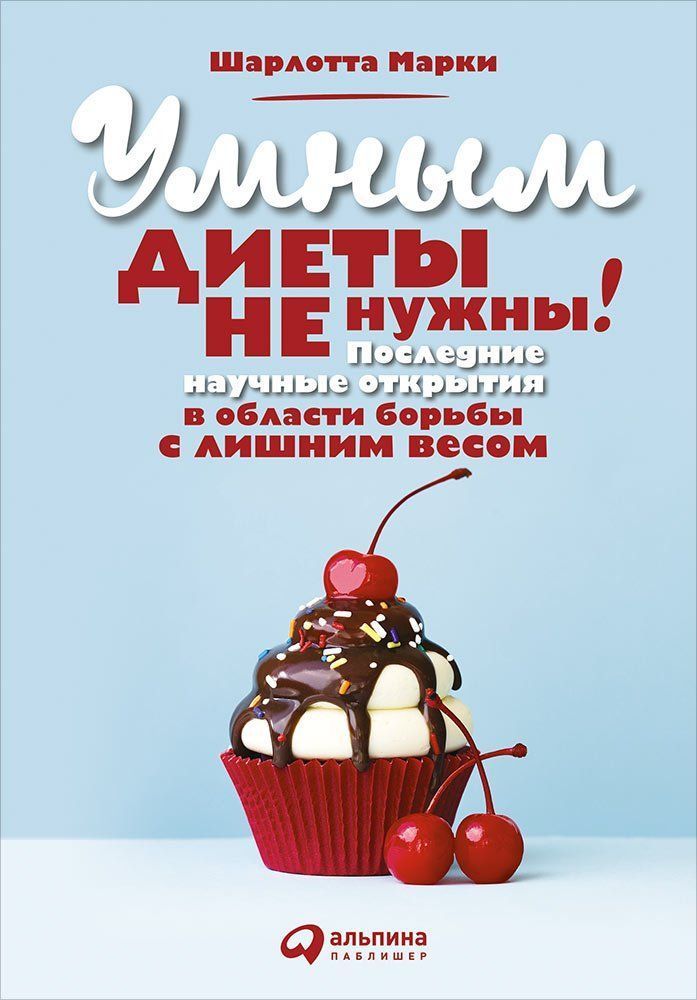 Шарлотта Марки
Умным
диеты
не нужны!
Последние
научные открытия
в области борьбы
с лишним весом
альпина
ПАБЛИШЕР